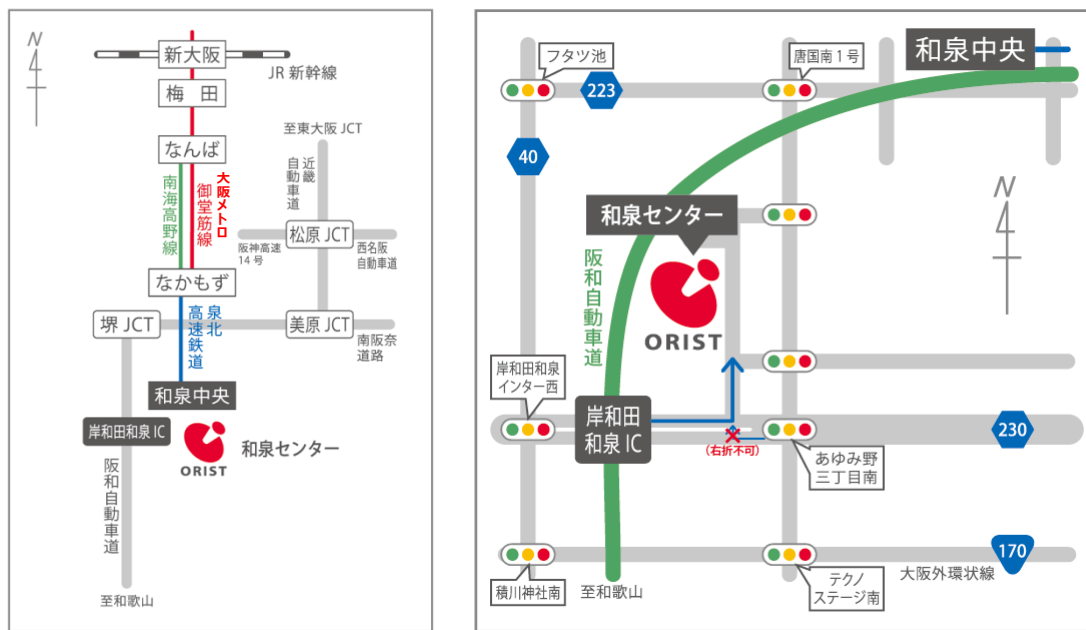 N
新大阪
JR 新幹線
梅田
なんば
至東大阪 JCT
近畿
自動車道
南海高野線
大阪メトロ
御堂筋線
松原 JCT
阪神高速
14号
西名阪
自動車道
なかもず
泉北
高速鉄道
堺 JCT
美原 JCT
南阪奈
道路
和泉中央
岸和田和泉 IC
ORIST
和泉センター
阪和自動車道
至和歌山
フタツ池
223
唐国南1号
和泉中央
40
N
和泉センター
阪和自動車道
ORIST
岸和田和泉
インター西
岸和田
和泉 IC
(右折不可)
230
あゆみ野
三丁目南
170
大阪外環状線
積川神社南
至和歌山
テクノ
ステージ南